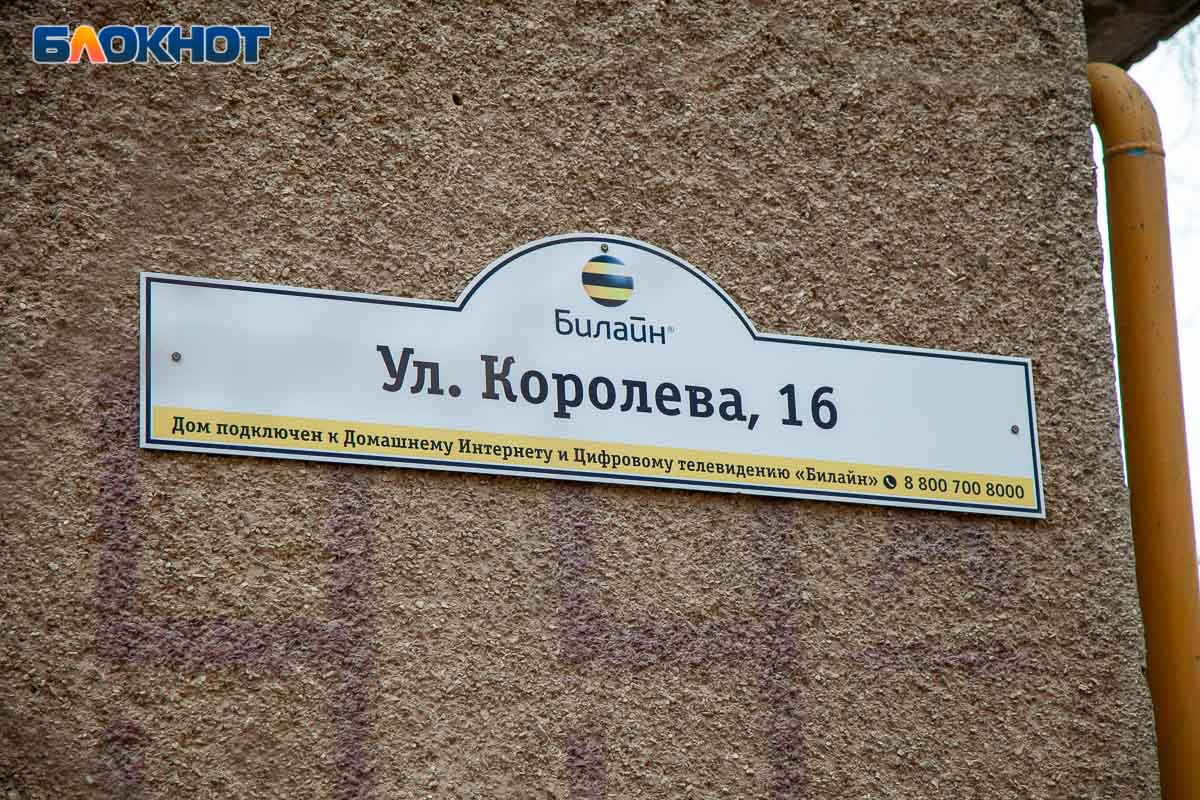 БЛОКНОТ
Билайн®
Ул. Королева, 16
Дом подключен к Домашнему Интернету и Цифровому телевидению «Билайн» 8 800 700 8000